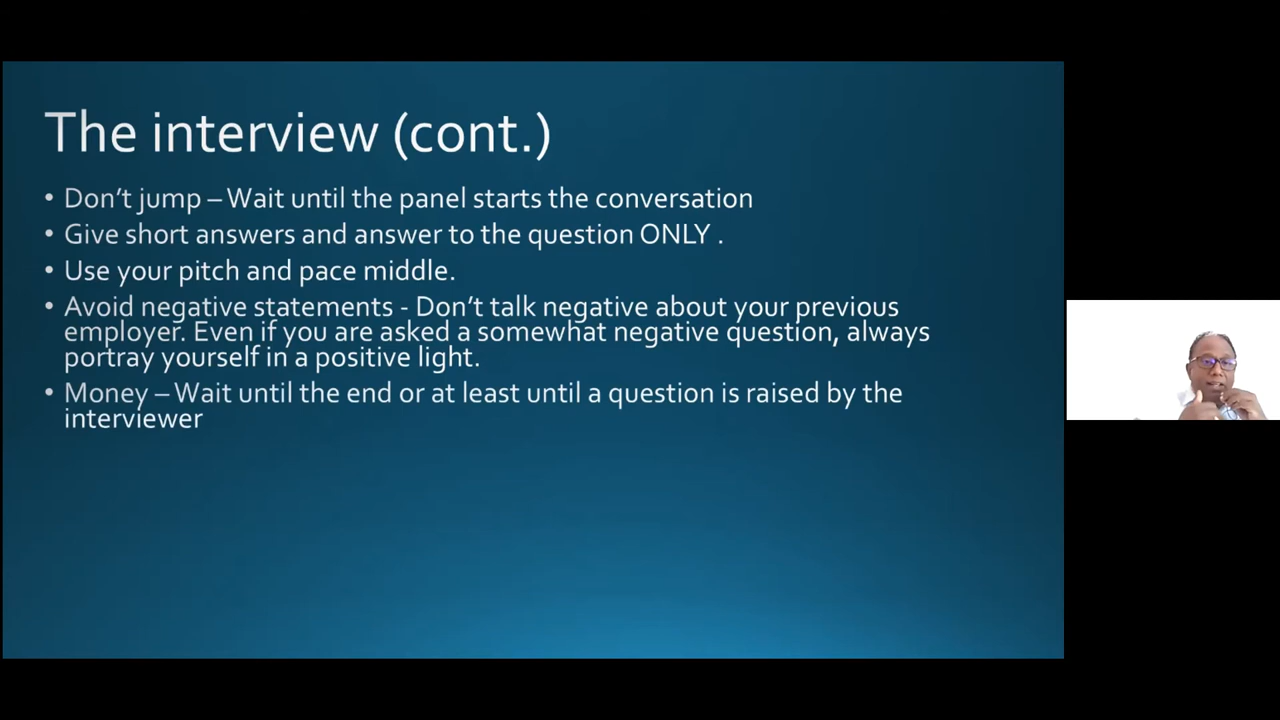 The interview (cont.)
• Don't jump – Wait until the panel starts the conversation
• Give short answers and answer to the question ONLY .
• Use your pitch and pace middle.
• Avoid negative statements - Don't talk negative about your previous
employer. Even if you are asked a somewhat negative question, always
portray yourself in a positive light.
• Money – Wait until the end or at least until a question is raised by the
interviewer